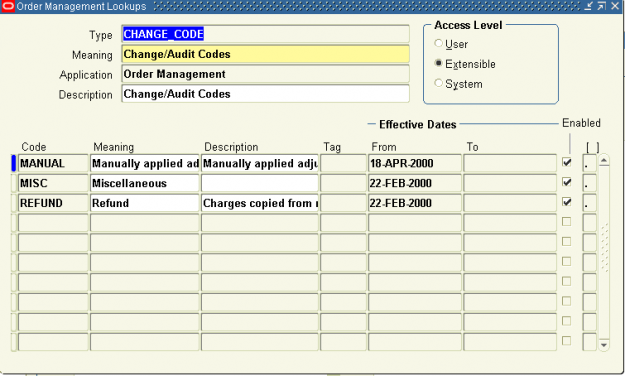 Order Management Lookups
Type CHANGE_CODE
Meaning Change/Audit Codes
Application Order Management
Description Change/Audit Codes
Access Level
User
Extensible
System
Effective Dates Enabled
Code Meaning Description Tag From To [ ]
MANUAL Manually applied ad Manually applied adju 18-APR-2000 .
MISC Miscellaneous 22-FEB-2000 .
REFUND Refund Charges copied from 22-FEB-2000 .